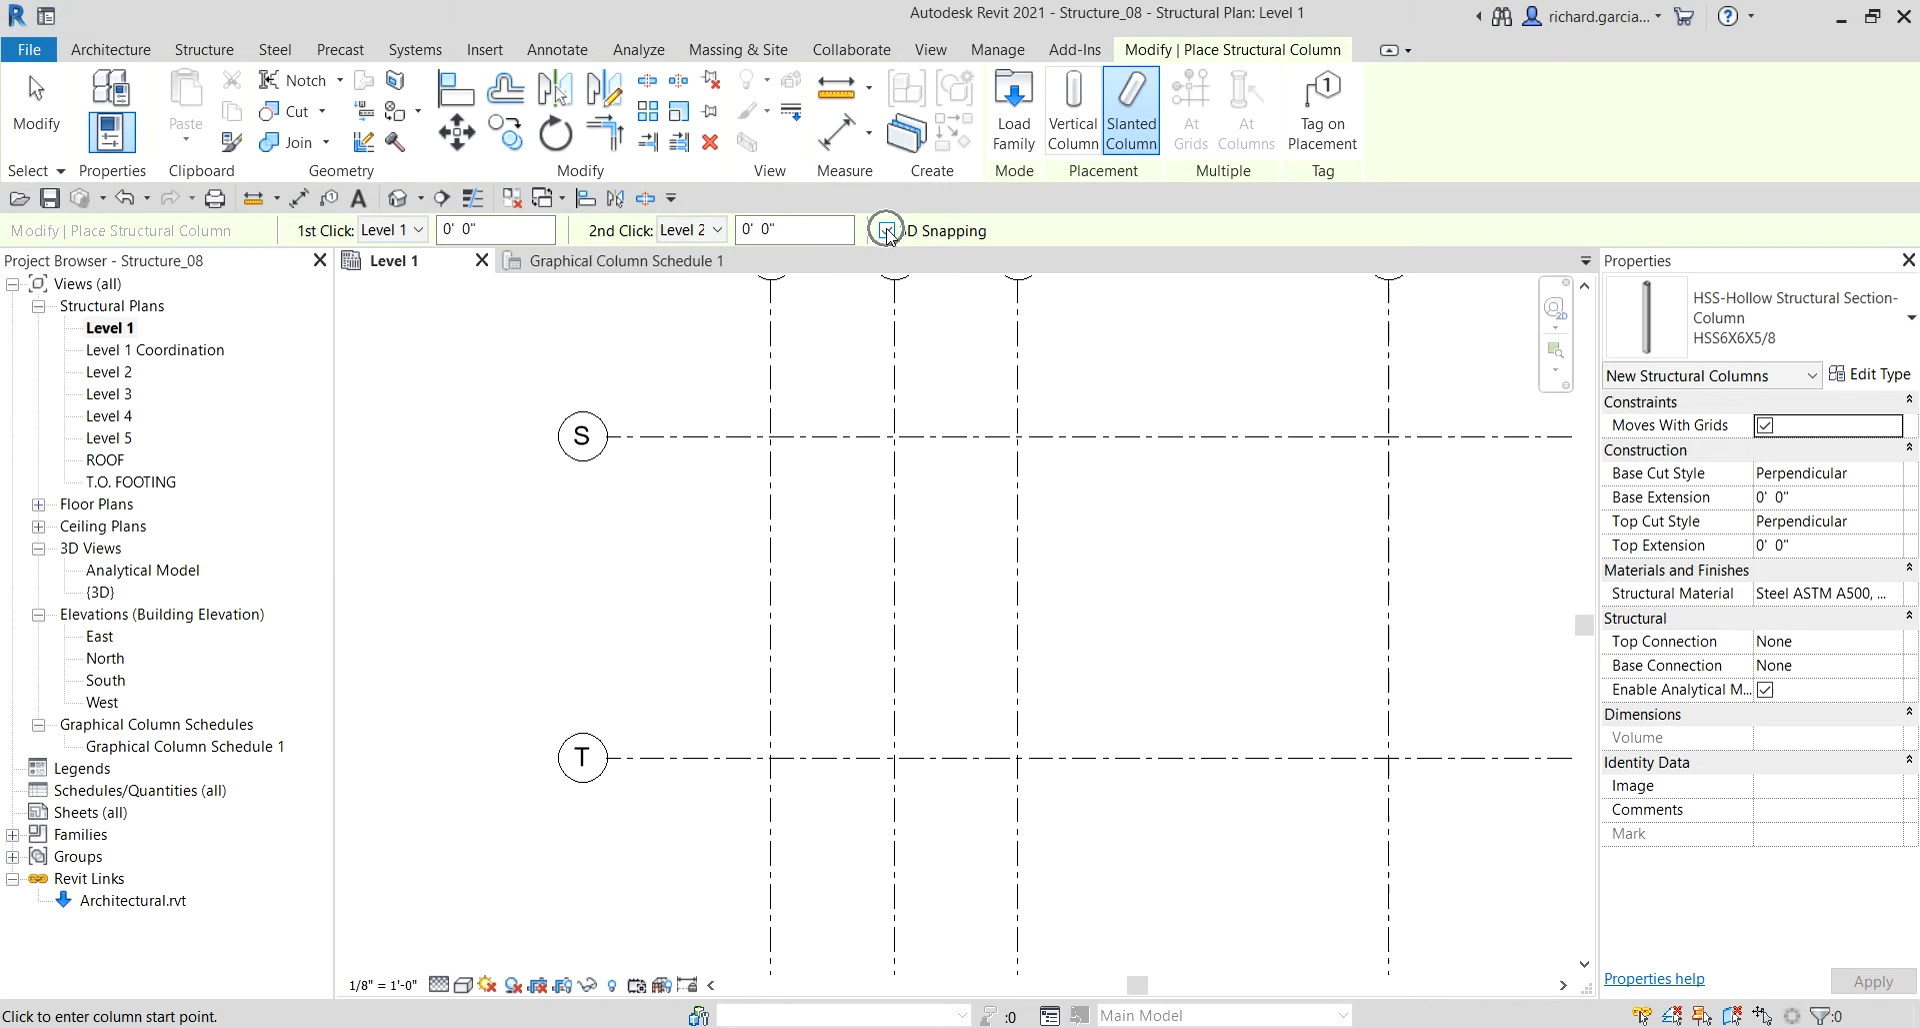 Autodesk Revit 2021 - Structure_08 - Structural Plan: Level 1
richard.garcia...
File Architecture Structure Steel Precast Systems Insert Annotate Analyze Massing & Site Collaborate View Manage Add-Ins Modify | Place Structural Column
Modify
Paste
Notch
Cut
Join
Load Family
Vertical Column
Slanted Column
At Grids
At Columns
Tag on Placement
Select Properties Clipboard Geometry Modify View Measure Create Mode Placement Multiple Tag
Modify | Place Structural Column 1st Click: Level 1 0' 0" 2nd Click: Level 2 0' 0" D Snapping
Project Browser - Structure_08
Level 1
Graphical Column Schedule 1
Views (all)
Structural Plans
Level 1
Level 1 Coordination
Level 2
Level 3
Level 4
Level 5
ROOF
T.O. FOOTING
Floor Plans
Ceiling Plans
3D Views
Analytical Model
{3D}
Elevations (Building Elevation)
East
North
South
West
Graphical Column Schedules
Graphical Column Schedule 1
Legends
Schedules/Quantities (all)
Sheets (all)
Families
Groups
Revit Links
Architectural.rvt
S
T
2D
Properties
HSS-Hollow Structural Section-
Column
HSS6X6X5/8
New Structural Columns Edit Type
Constraints
Moves With Grids
Construction
Base Cut Style Perpendicular
Base Extension 0' 0"
Top Cut Style Perpendicular
Top Extension 0' 0"
Materials and Finishes
Structural Material Steel ASTM A500, ...
Structural
Top Connection None
Base Connection None
Enable Analytical M...
Dimensions
Volume
Identity Data
Image
Comments
Mark
Properties help Apply
1/8" = 1'-0"
Click to enter column start point. :0 Main Model :0